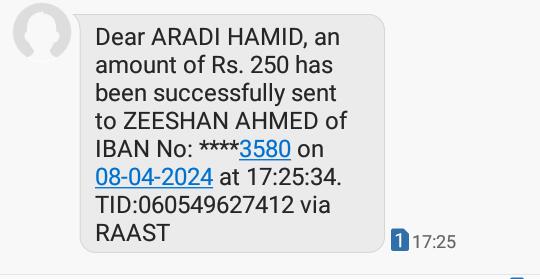 Dear ARADI HAMID, an
amount of Rs. 250 has
been successfully sent
to ZEESHAN AHMED of
IBAN No: ****3580 on
08-04-2024 at 17:25:34.
TID:060549627412 via
RAAST
1 17:25